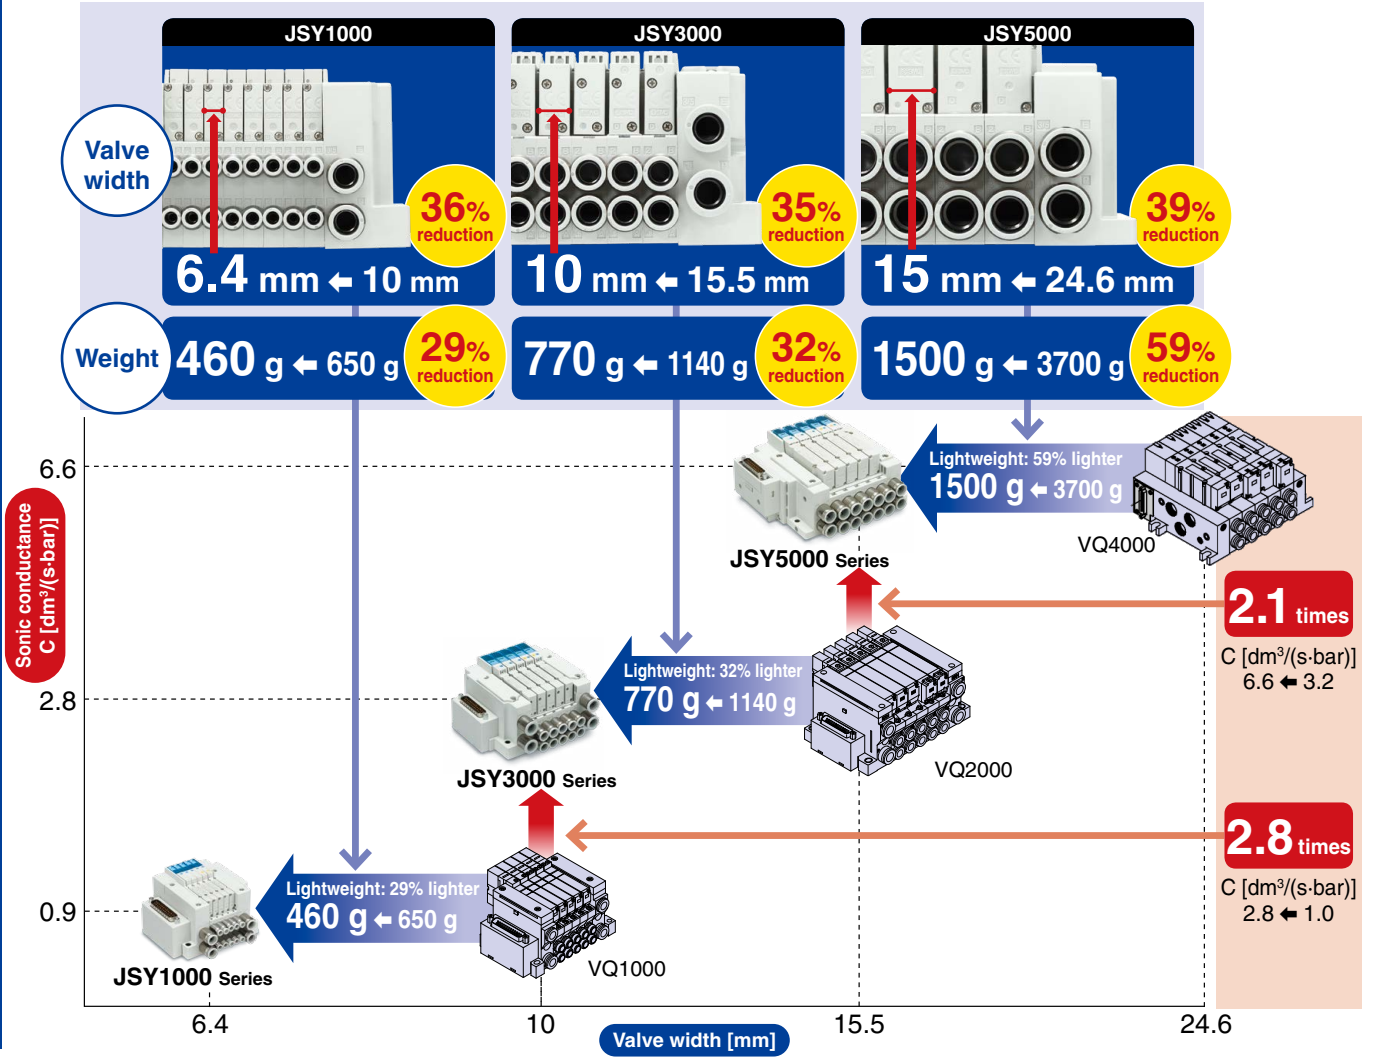 JSY1000
JSY3000
JSY5000
Valve
width
36%
reduction
6.4 mm ← 10 mm
35%
reduction
10 mm ← 15.5 mm
39%
reduction
15 mm ← 24.6 mm
Weight
460 g ← 650 g
29%
reduction
770 g ← 1140 g
32%
reduction
1500 g ← 3700 g
59%
reduction
Sonic conductance
C [dm³/(s·bar)]
6.6
2.8
0.9
Lightweight: 59% lighter
1500 g ← 3700 g
JSY5000 Series
VQ4000
2.1 times
C [dm³/(s·bar)]
6.6 ← 3.2
Lightweight: 32% lighter
770 g ← 1140 g
JSY3000 Series
VQ2000
2.8 times
C [dm³/(s·bar)]
2.8 ← 1.0
Lightweight: 29% lighter
460 g ← 650 g
JSY1000 Series
VQ1000
6.4
10
15.5
24.6
Valve width [mm]